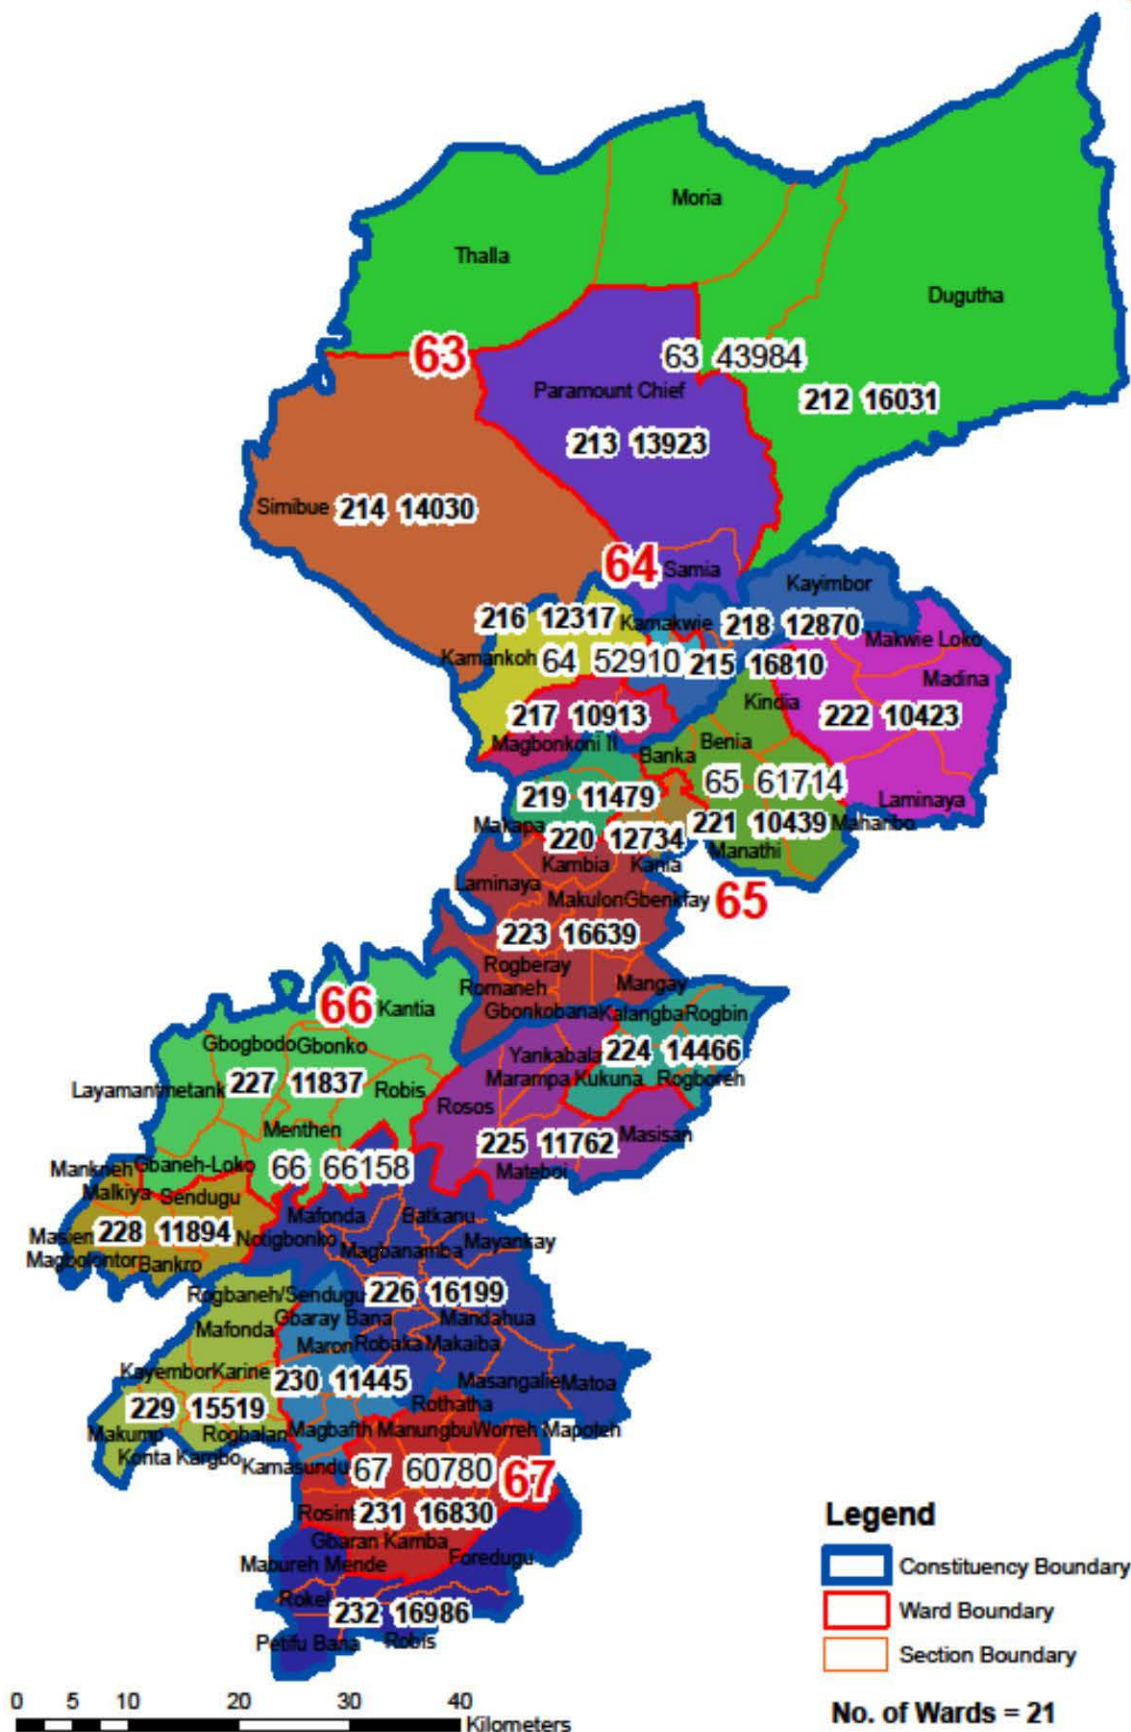 Moria
Thalla
Dugutha
63
63 43984
Paramount Chief
212 16031
213 13923
Simibue 214 14030
64
Samia
Kayimbor
216 12317
Kamakwie
218 12870
Makwie Loko
Kamankoh
64 52910
215 16810
Madina
Kindia
217 10913
222 10423
Magbonkoni II
Benia
Banka
65 61714
219 11479
Laminaya
Makapa
221 10439
Maharibo
220 12734
Manathi
Kambia
Kania
Laminaya
Makulon
Gbenkfay
65
223 16639
Rogberay
Romaneh
Mangay
66
Kantia
Gbonkobana
Kalangba
Rogbin
Gbogbodo
Gbonko
Yankabala
224 14466
Layamantmetank
227 11837
Robis
Marampa
Kukuna
Rogboreh
Rosos
Menthen
225 11762
Masisan
Mankneh
Gbaneh-Loko
66 66158
Mateboi
Malkiya
Sendugu
Mafonda
Batkanu
228 11894
Magbanamba
Mayankay
Magbolontor
Bankro
Rogbaneh/Sendugu
226 16199
Gbaray Bana
Mandahua
Mafonda
Maron
Robaka
Makaiba
Kayembor
Karine
230 11445
Masangalie
Matoa
229 15519
Rothatha
Makump
Rogbalan
Magbafth
Manungbu
Worreh
Mapoteh
Konta Kargbo
Kamasundu
67 60780
67
Rosint
231 16830
Gbaran Kamba
Mabureh Mende
Foredugu
Rokel
232 16986
Petifu Bana
Robis
Legend
Constituency Boundary
Ward Boundary
Section Boundary
0 5 10 20 30 40
Kilometers
No. of Wards = 21